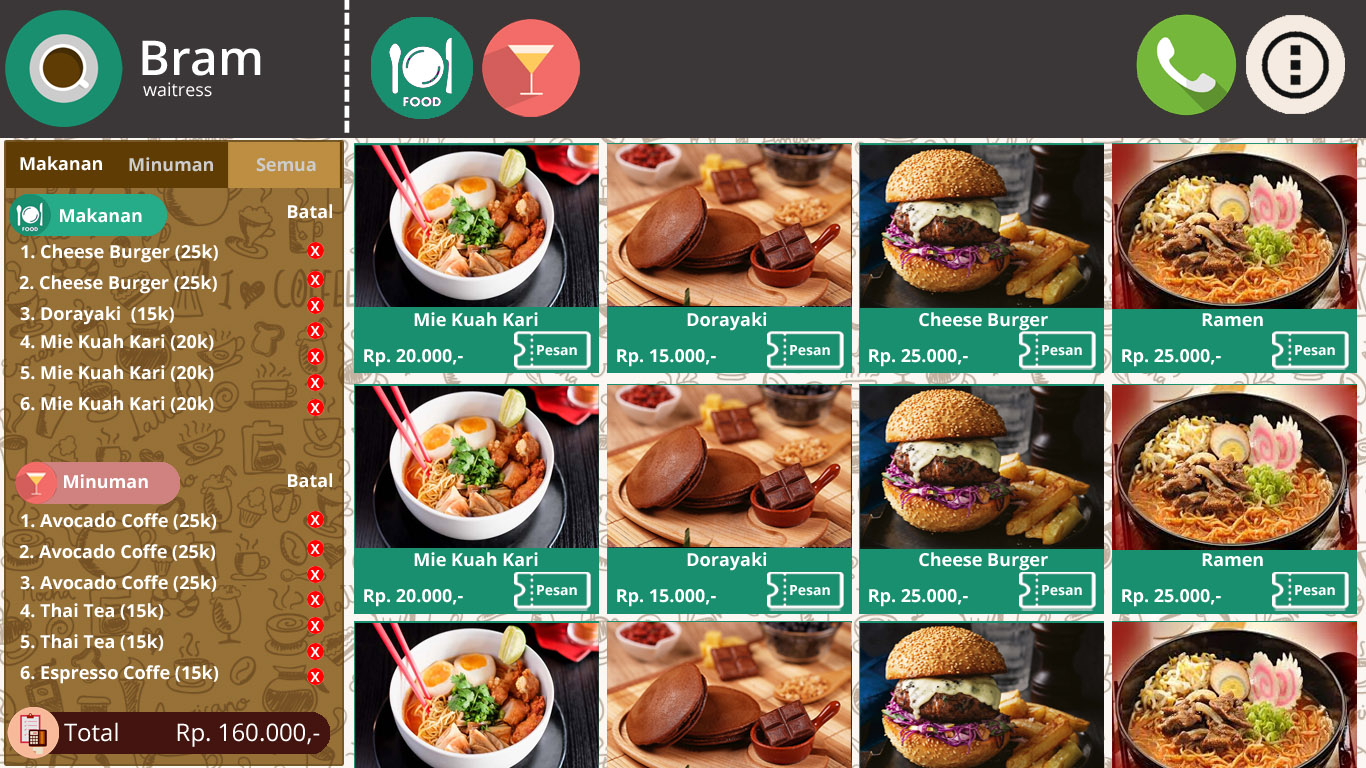 Bram
waitress
FOOD
Makanan Minuman Semua
FOOD
Makanan Batal
1. Cheese Burger (25k) X
2. Cheese Burger (25k) X
3. Dorayaki (15k) X
4. Mie Kuah Kari (20k) X
5. Mie Kuah Kari (20k) X
X
6. Mie Kuah Kari (20k) X
I ♥ COFFEE
Minuman Batal
1. Avocado Coffe (25k) X
2. Avocado Coffe (25k) X
3. Avocado Coffe (25k) X
4. Thai Tea (15k) X
5. Thai Tea (15k) X
X
6. Espresso Coffe (15k) X
Total Rp. 160.000,-
Mie Kuah Kari
Rp. 20.000,- Pesan
Dorayaki
Rp. 15.000,- Pesan
Cheese Burger
Rp. 25.000,- Pesan
Ramen
Rp. 25.000,- Pesan
Mie Kuah Kari
Rp. 20.000,- Pesan
Dorayaki
Rp. 15.000,- Pesan
Cheese Burger
Rp. 25.000,- Pesan
Ramen
Rp. 25.000,- Pesan